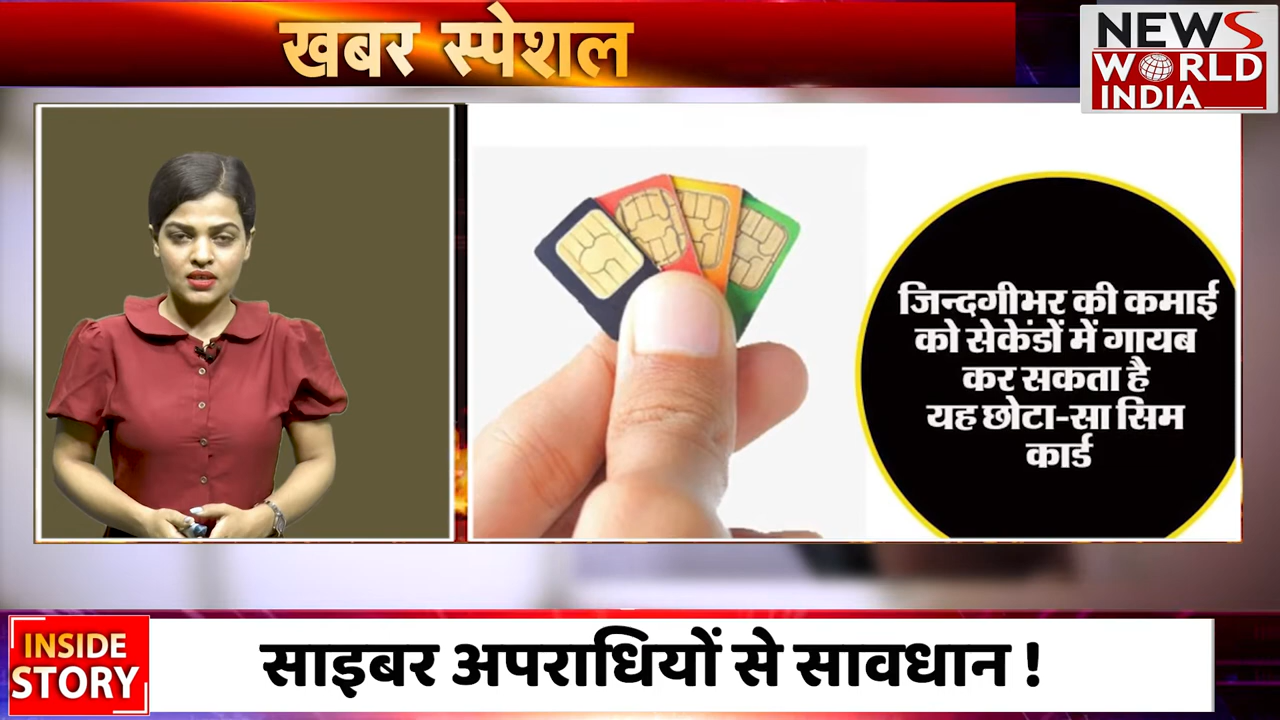 खबर स्पेशल
NEWS
WORLD
INDIA
जिन्दगीभर की कमाई
को सेकेंडों में गायब
कर सकता है
यह छोटा-सा सिम
कार्ड
INSIDE
STORY
साइबर अपराधियों से सावधान !